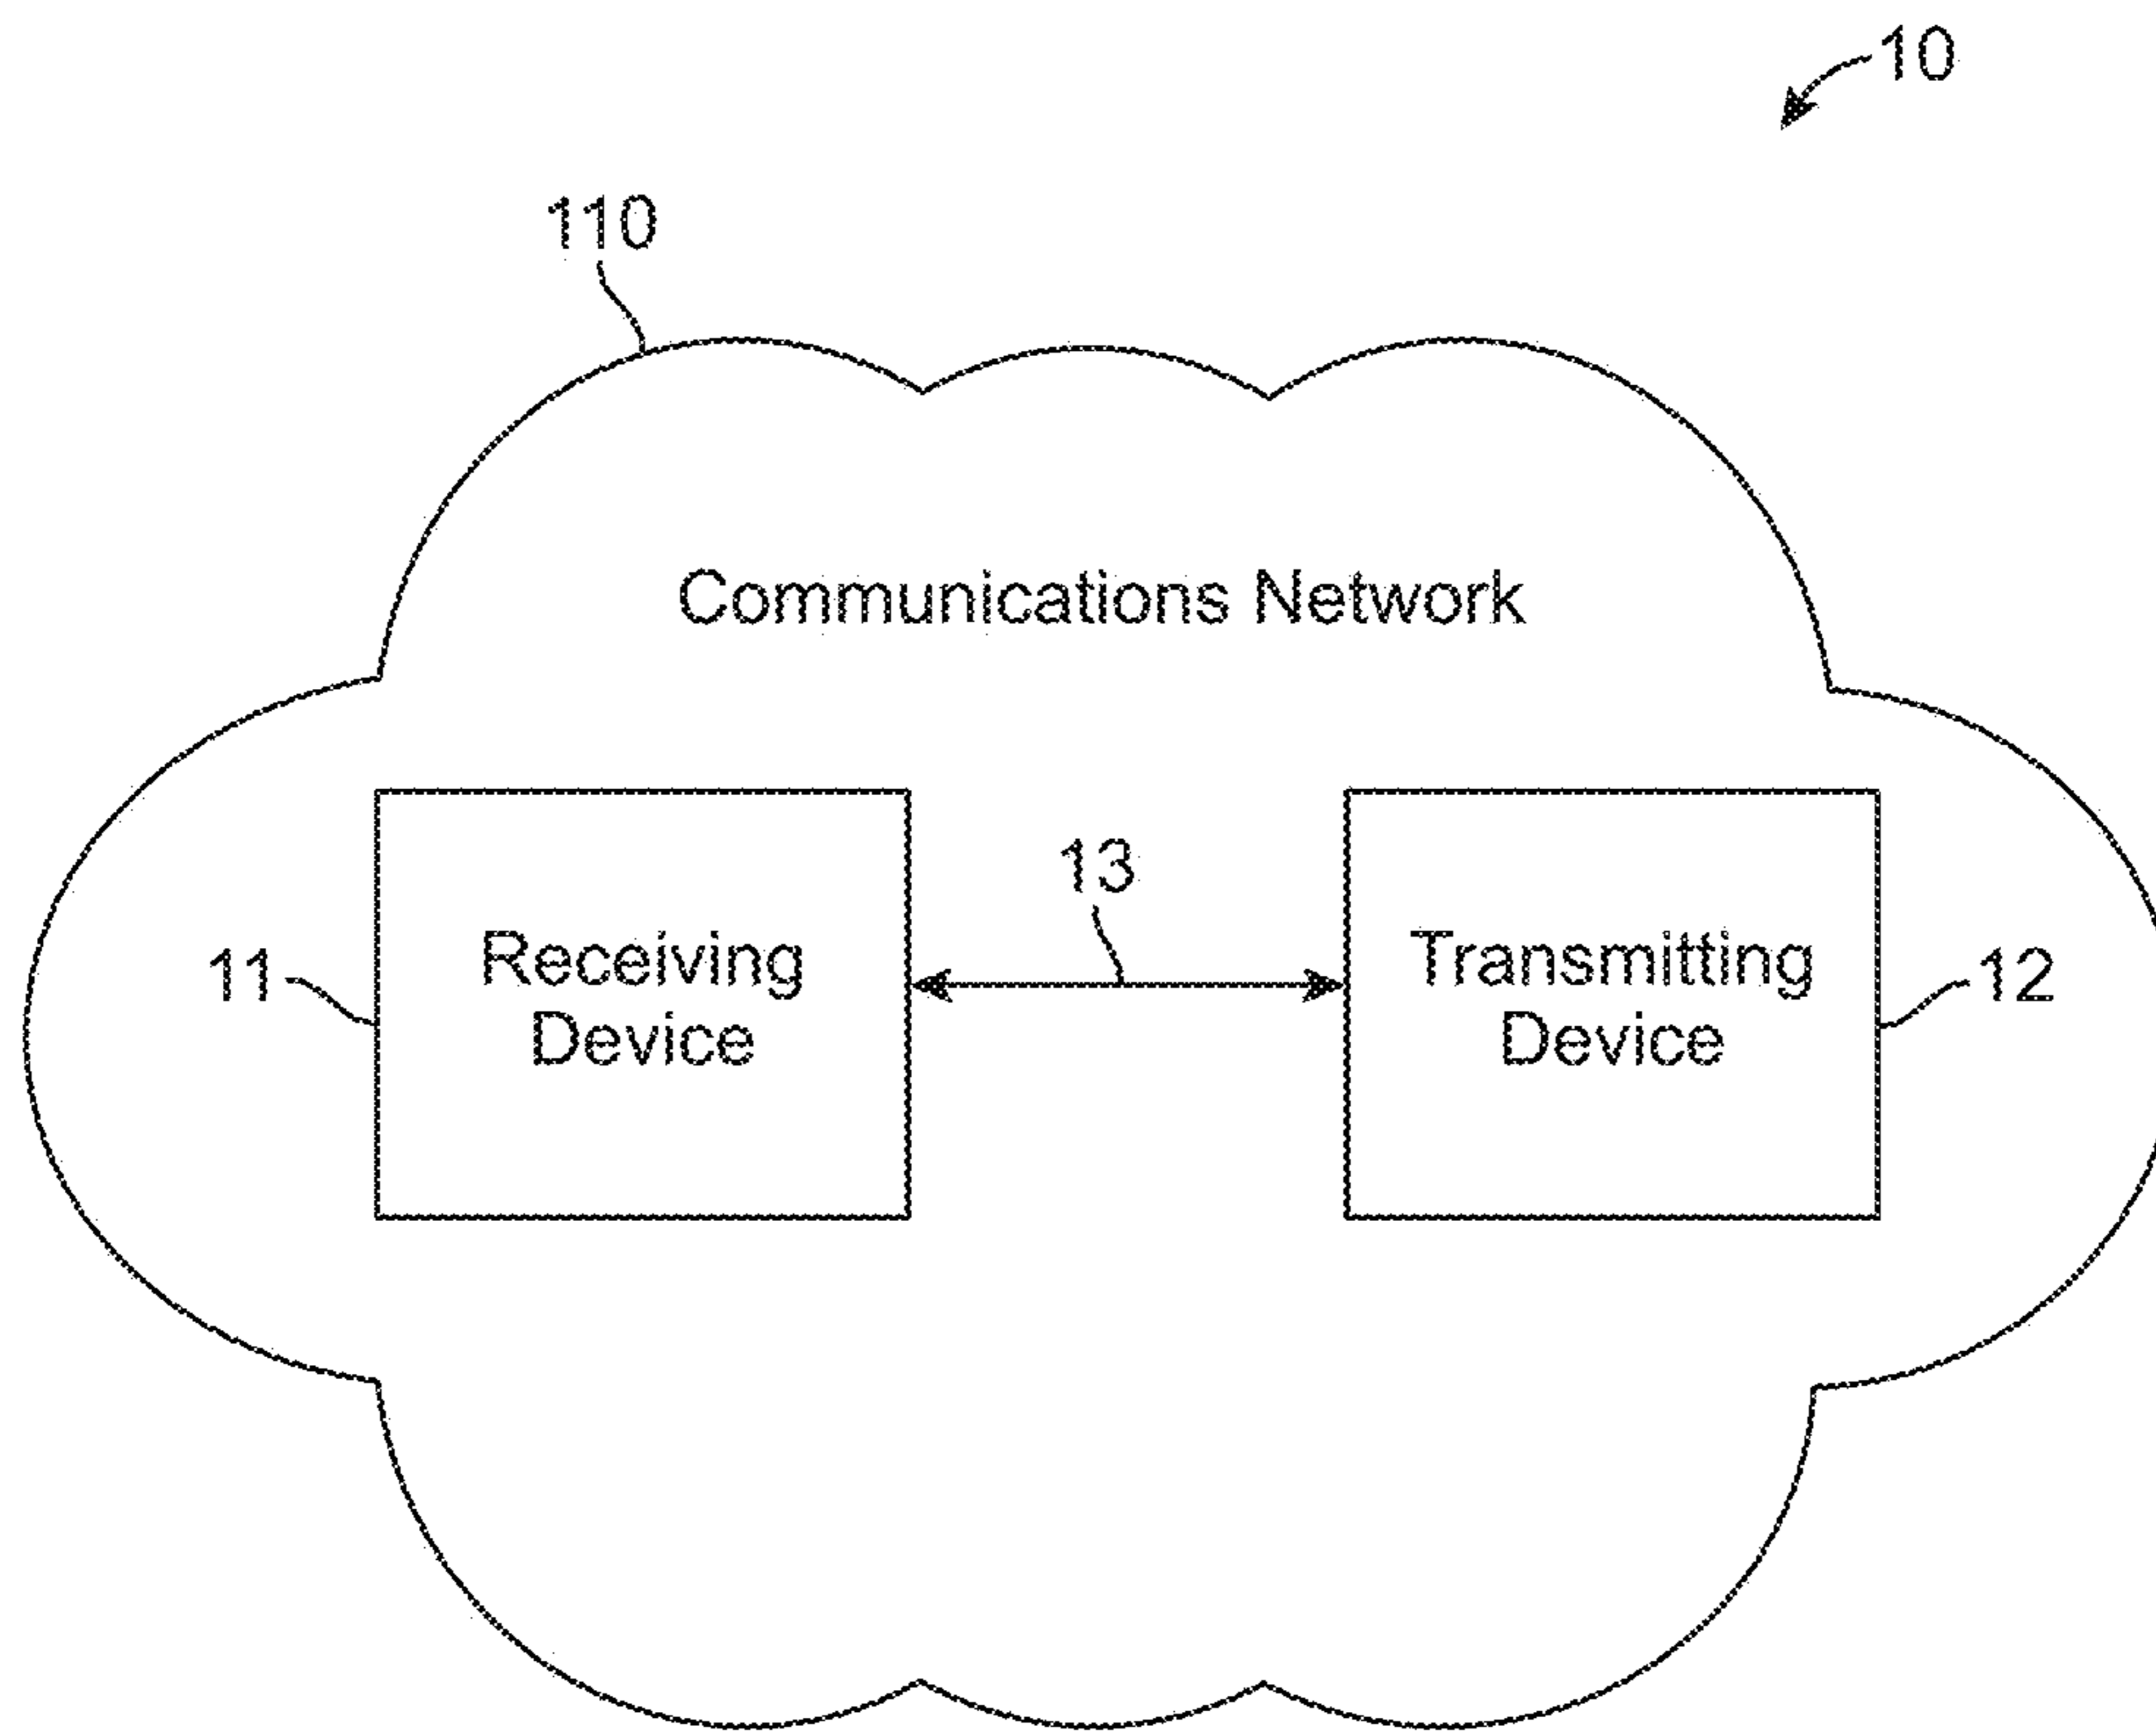 10
110
Communications Network
13
11
Receiving
Device
Transmitting
Device
12